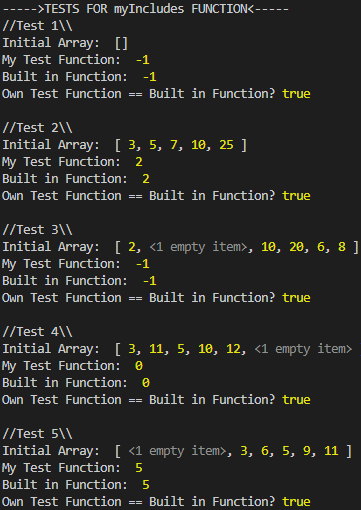 ----->TESTS FOR myIncludes FUNCTION<-----
//Test 1\\
Initial Array:  []
My Test Function:  -1
Built in Function:  -1
Own Test Function == Built in Function? true

//Test 2\\
Initial Array:  [ 3, 5, 7, 10, 25 ]
My Test Function:  2
Built in Function:  2
Own Test Function == Built in Function? true

//Test 3\\
Initial Array:  [ 2, <1 empty item>, 10, 20, 6, 8 ]
My Test Function:  -1
Built in Function:  -1
Own Test Function == Built in Function? true

//Test 4\\
Initial Array:  [ 3, 11, 5, 10, 12, <1 empty item>
My Test Function:  0
Built in Function:  0
Own Test Function == Built in Function? true

//Test 5\\
Initial Array:  [ <1 empty item>, 3, 6, 5, 9, 11 ]
My Test Function:  5
Built in Function:  5
Own Test Function == Built in Function? true